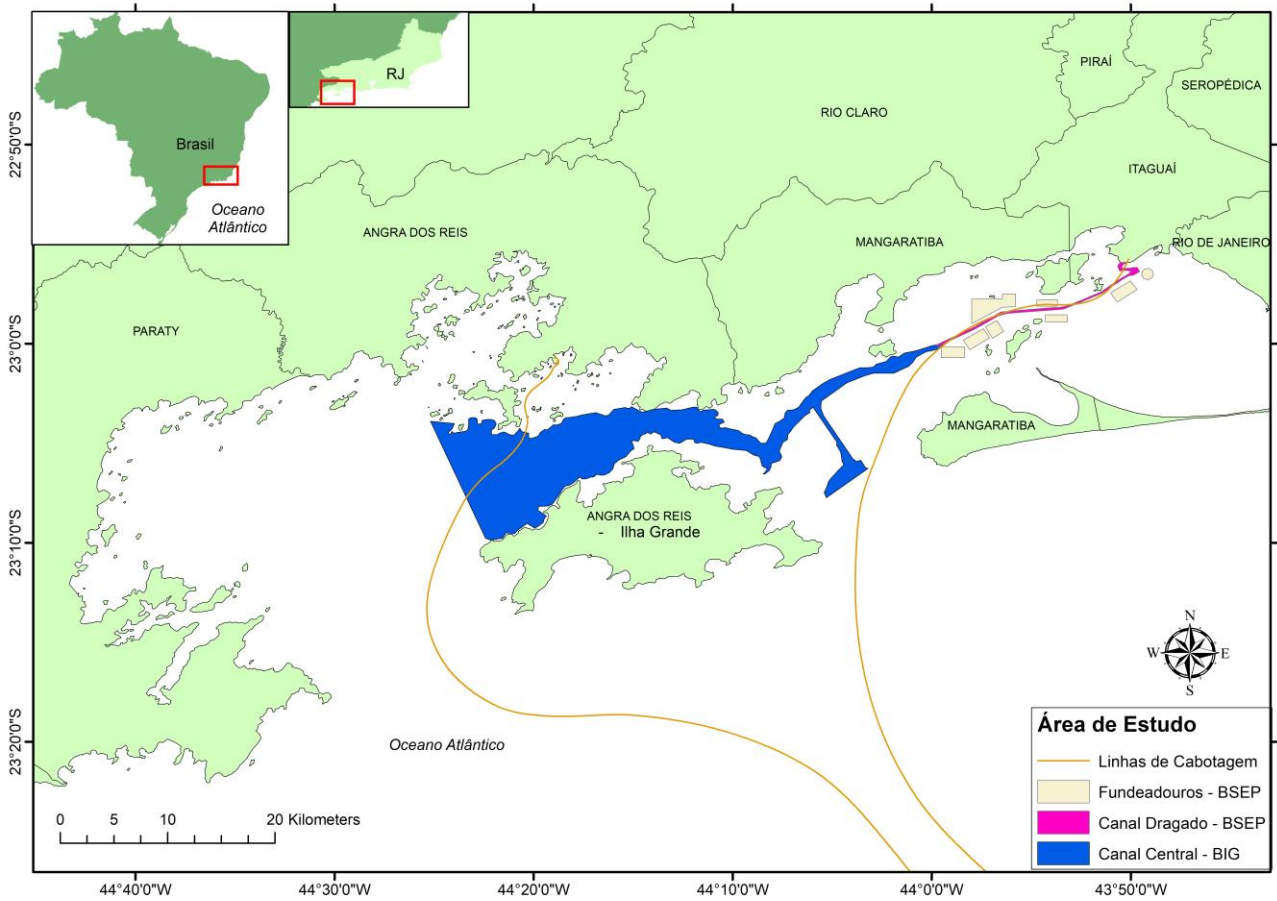 Brasil
Oceano
Atlântico
RJ
PIRAÍ
SEROPÉDICA
RIO CLARO
ITAGUAÍ
ANGRA DOS REIS
MANGARATIBA
RIO DE JANEIRO
PARATY
MANGARATIBA
ANGRA DOS REIS
- Ilha Grande
Oceano Atlântico
N
W E
S
Área de Estudo
Linhas de Cabotagem
Fundeadouros - BSEP
Canal Dragado - BSEP
Canal Central - BIG
0 5 10 20 Kilometers
22°50'0"S
23°0'0"S
23°10'0"S
23°20'0"S
44°40'0"W 44°30'0"W 44°20'0"W 44°10'0"W 44°0'0"W 43°50'0"W